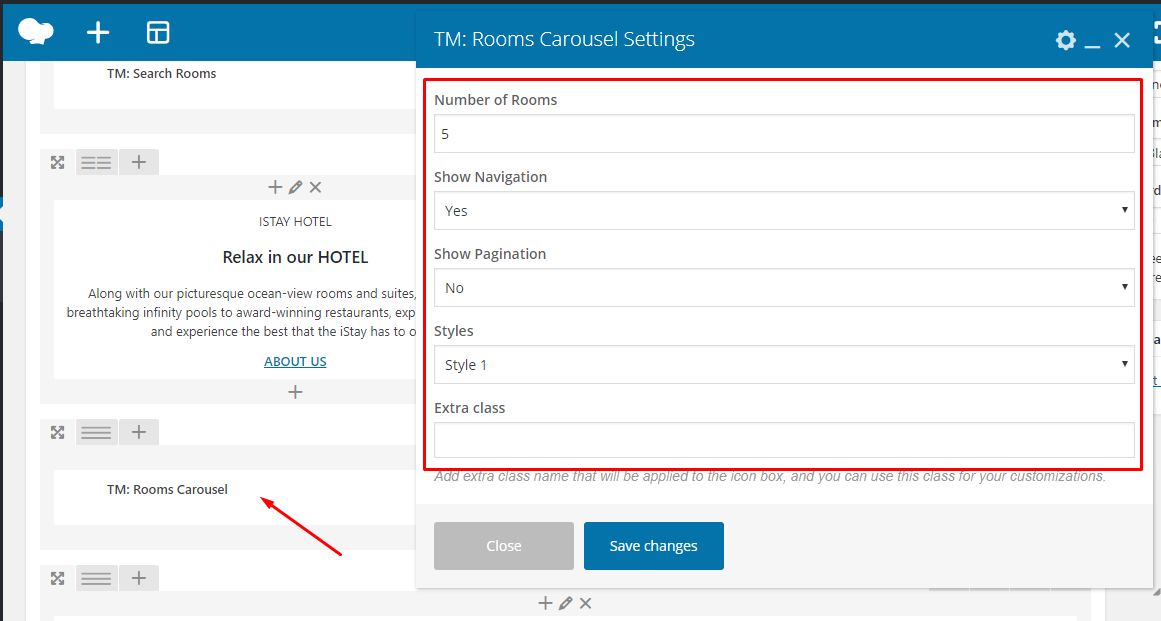 TM: Rooms Carousel Settings
TM: Search Rooms
ISTAY HOTEL
Relax in our HOTEL
Along with our picturesque ocean-view rooms and suites,
breathtaking infinity pools to award-winning restaurants,
and experience the best that the iStay has to
ABOUT US
TM: Rooms Carousel
Number of Rooms
5
Show Navigation
Yes
Show Pagination
No
Styles
Style 1
Extra class
Add extra class name that will be applied to the icon box, and you can use this class for your customizations.
Close
Save changes